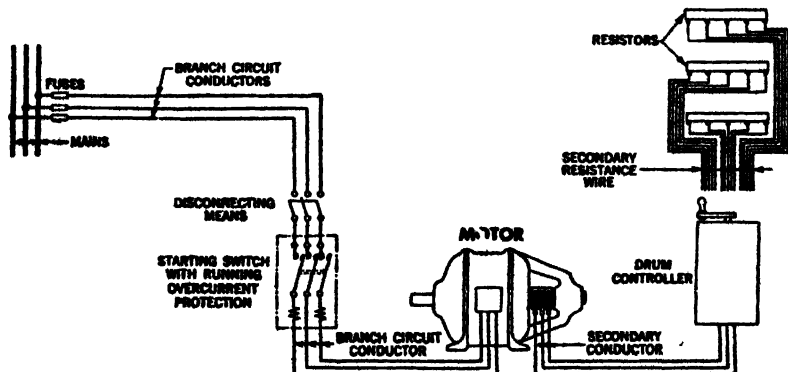 RESISTORS
BRANCH CIRCUIT
CONDUCTORS
FUSES
MAINS
SECONDARY
RESISTANCE
WIRE
DISCONNECTING
MEANS
MOTOR
STARTING SWITCH
WITH RUNNING
OVERCURRENT
PROTECTION
DRUM
CONTROLLER
BRANCH CIRCUIT
CONDUCTOR
SECONDARY
CONDUCTOR